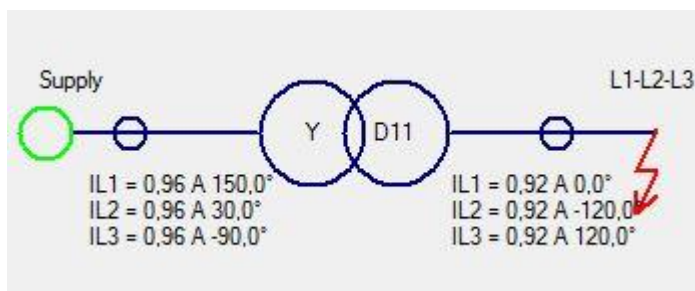 Supply
L1-L2-L3
Y
D11
IL1 = 0,96 A 150,0°
IL2 = 0,96 A 30,0°
IL3 = 0,96 A -90,0°
IL1 = 0,92 A 0,0°
IL2 = 0,92 A -120,0°
IL3 = 0,92 A 120,0°